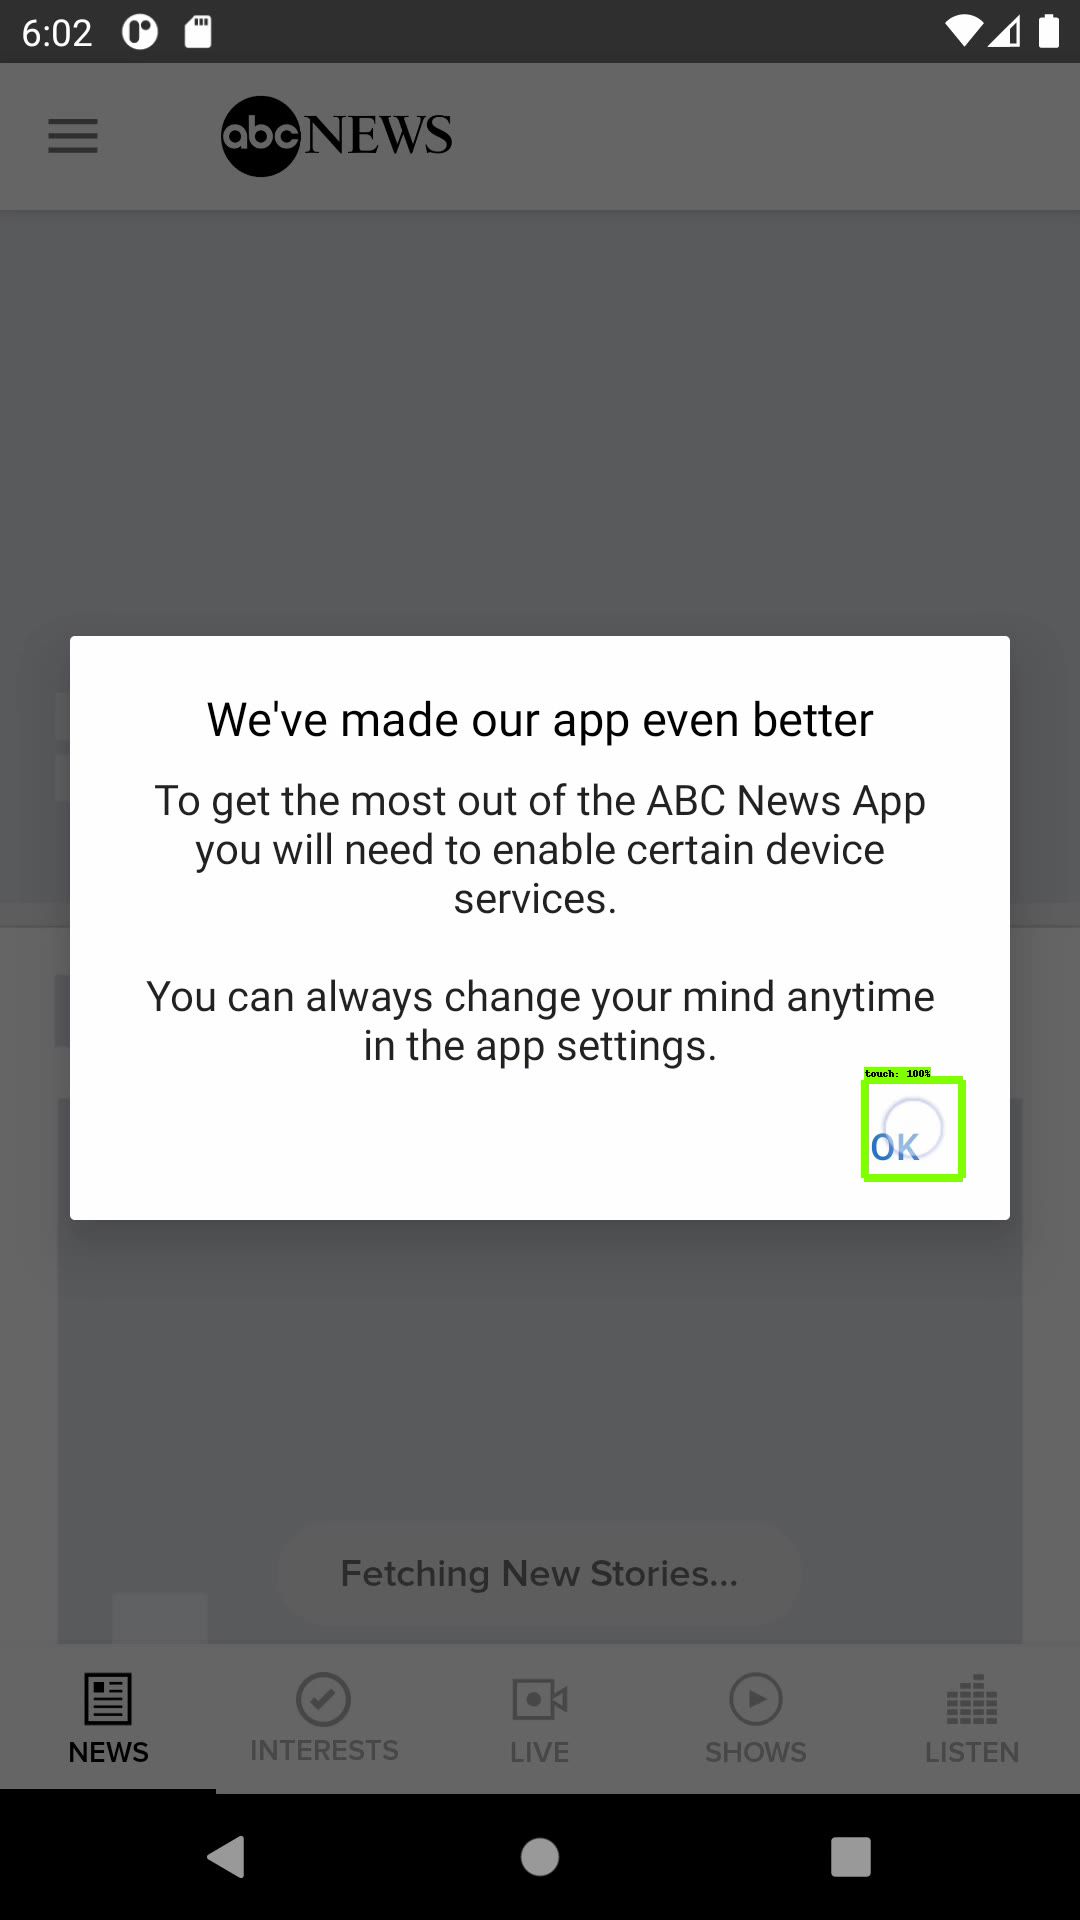 6:02
abc NEWS
We've made our app even better
To get the most out of the ABC News App
you will need to enable certain device
services.
You can always change your mind anytime
in the app settings.
touch: 100%
OK
Fetching New Stories...
NEWS
INTERESTS
LIVE
SHOWS
LISTEN